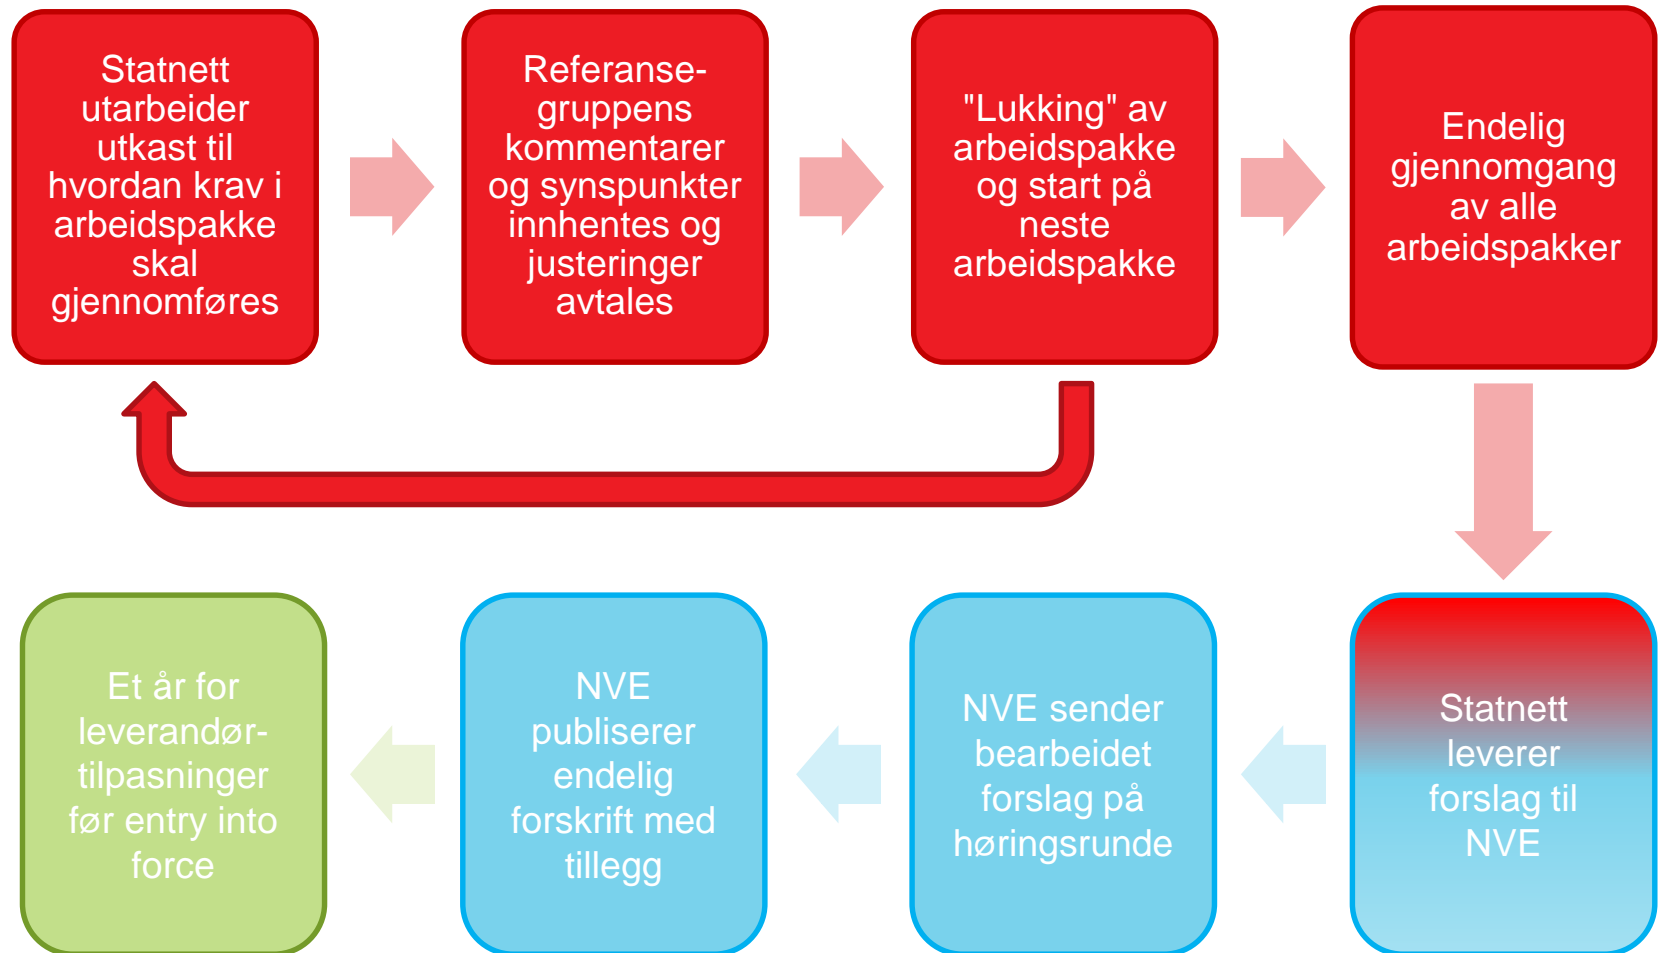 Statnett
utarbeider
utkast til
hvordan krav i
arbeidspakke
skal
gjennomføres
Referanse-
gruppens
kommentarer
og synspunkter
innhentes og
justeringer
avtales
"Lukking" av
arbeidspakke
og start på
neste
arbeidspakke
Endelig
gjennomgang
av alle
arbeidspakker
Statnett
leverer
forslag til
NVE
NVE sender
bearbeidet
forslag på
høringsrunde
NVE
publiserer
endelig
forskrift med
tillegg
Et år for
leverandør-
tilpasninger
før entry into
force